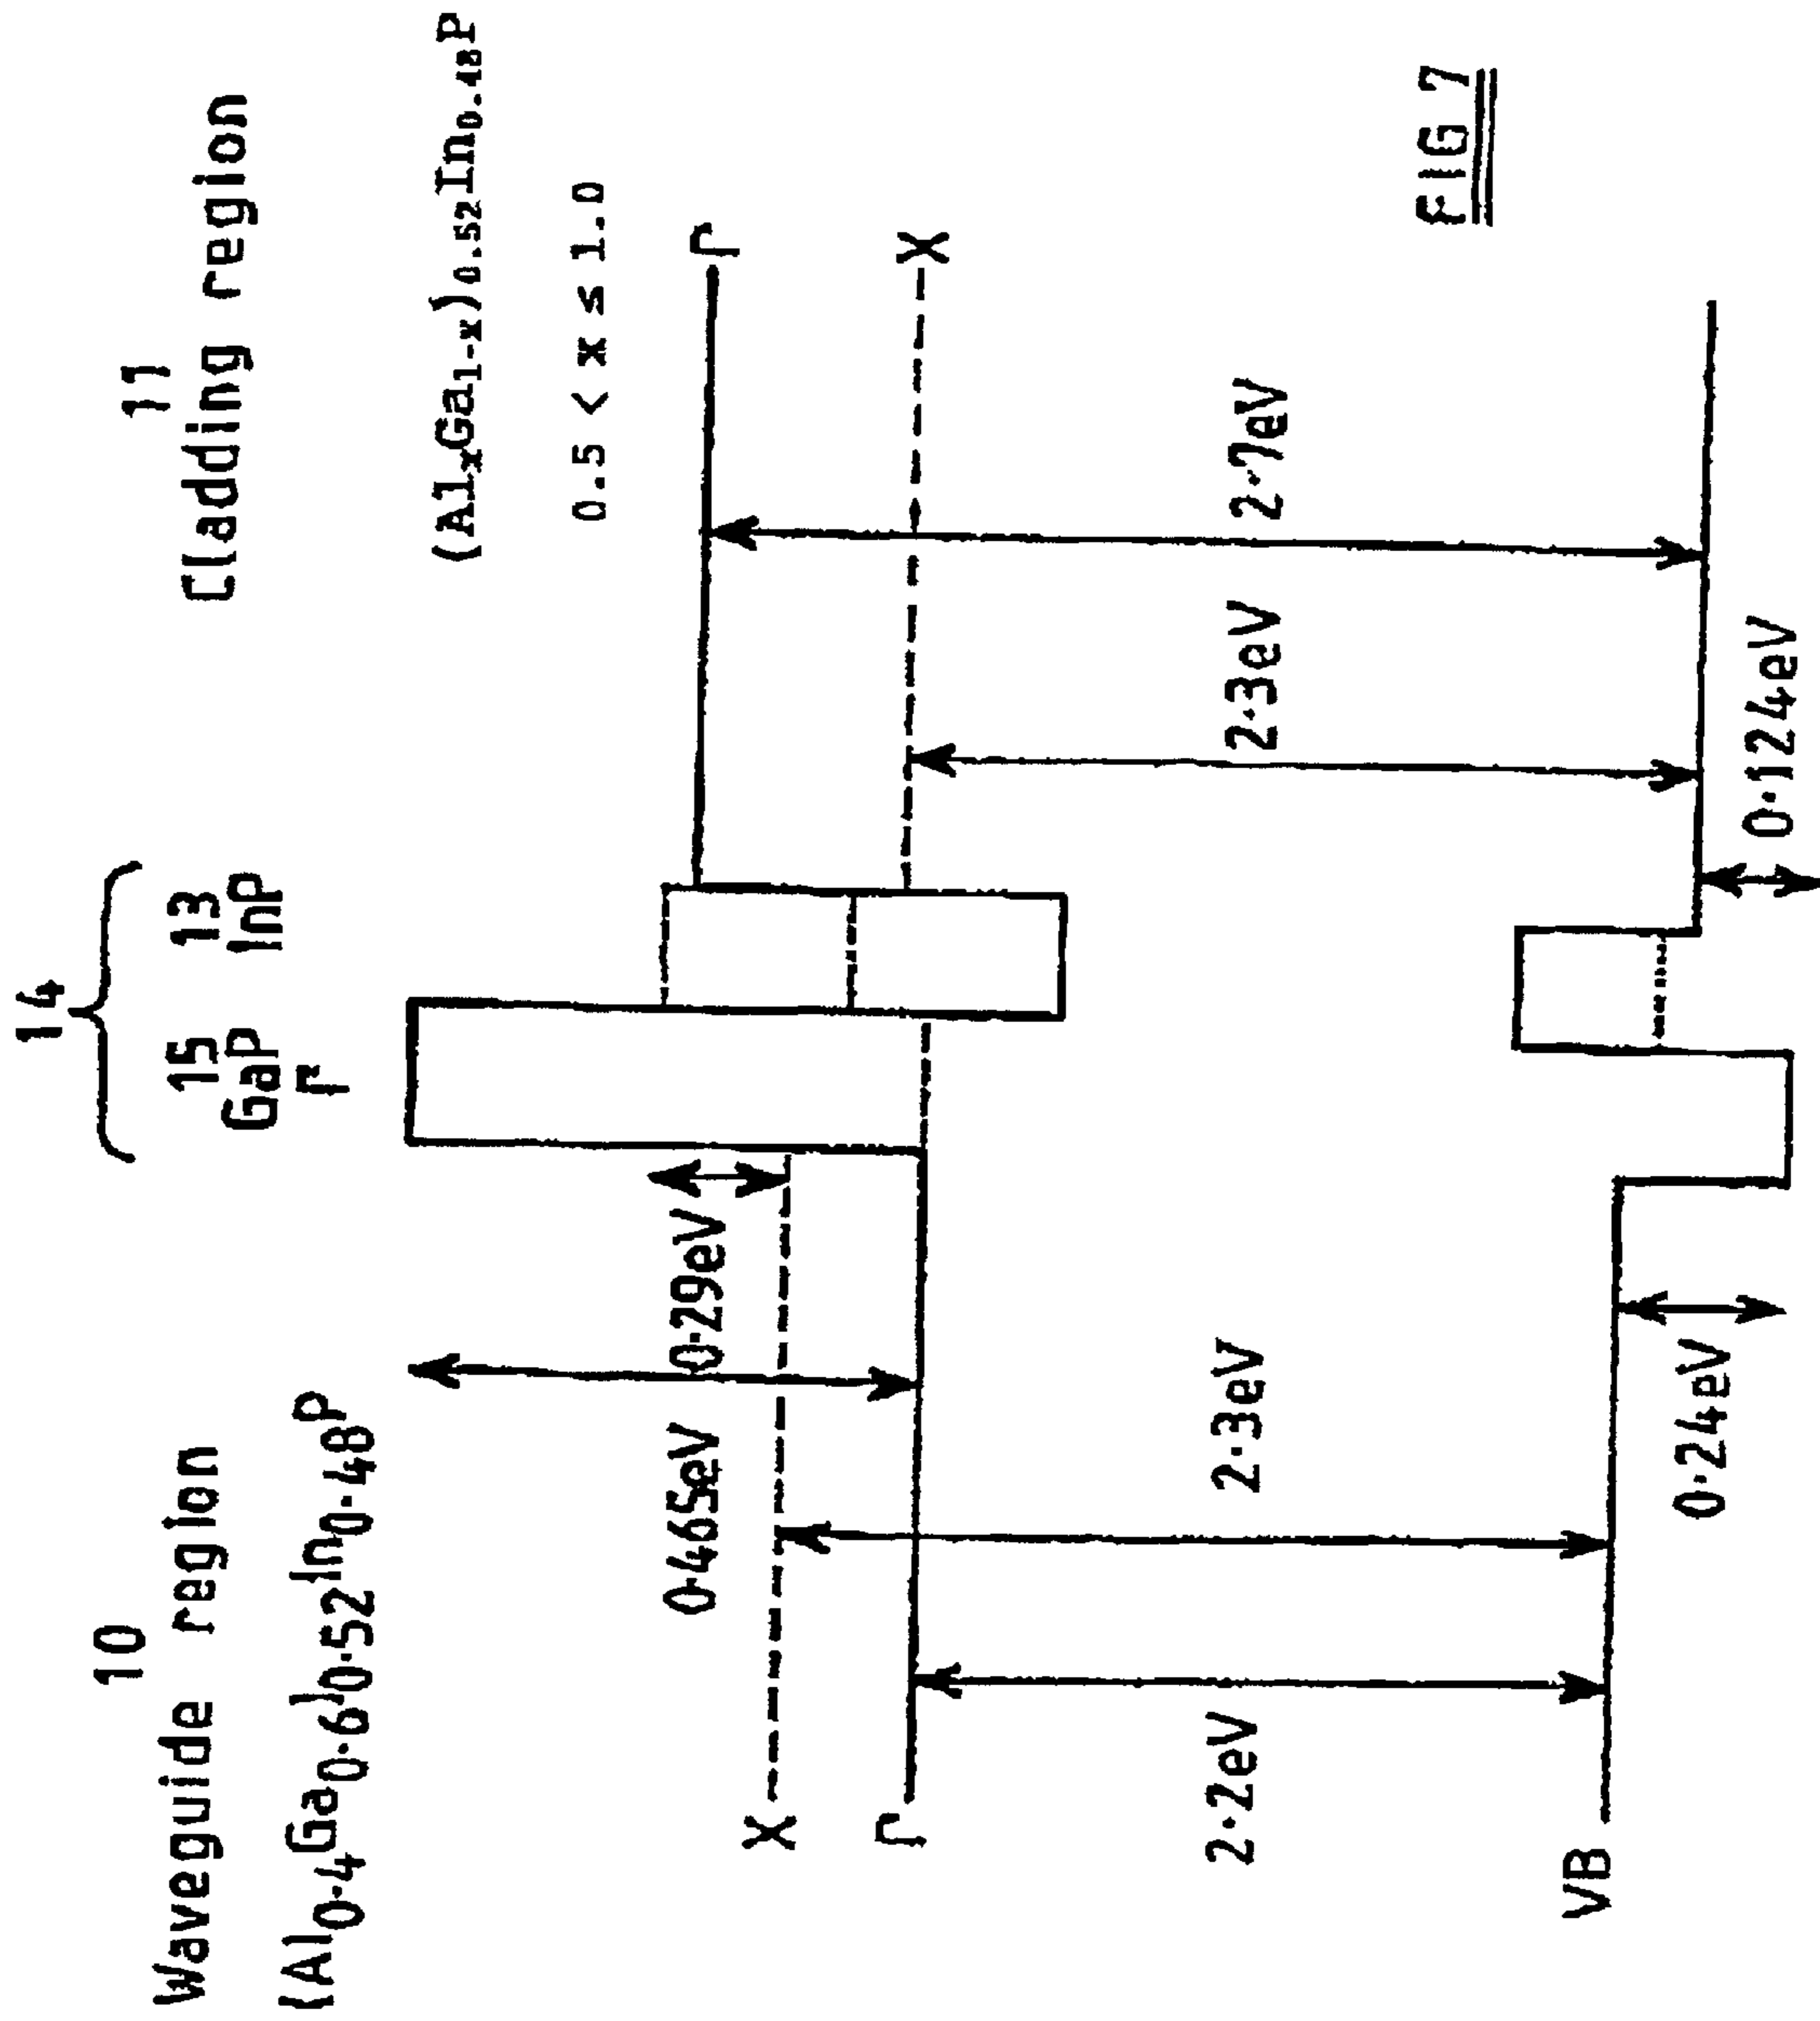 14
10
Waveguide region
(Al0·4Ga0·6)0·52In0·48P
15
GaP
Γ
13
InP
11
Cladding region
(AlxGa1-x)0.52In0.48P
0.5 < x ≤ 1.0
X
Γ
0·465eV
0·29eV
Γ
X
2·2eV
2·3eV
2·3eV
2·7eV
VB
0·24eV
0·124eV
FIG 7